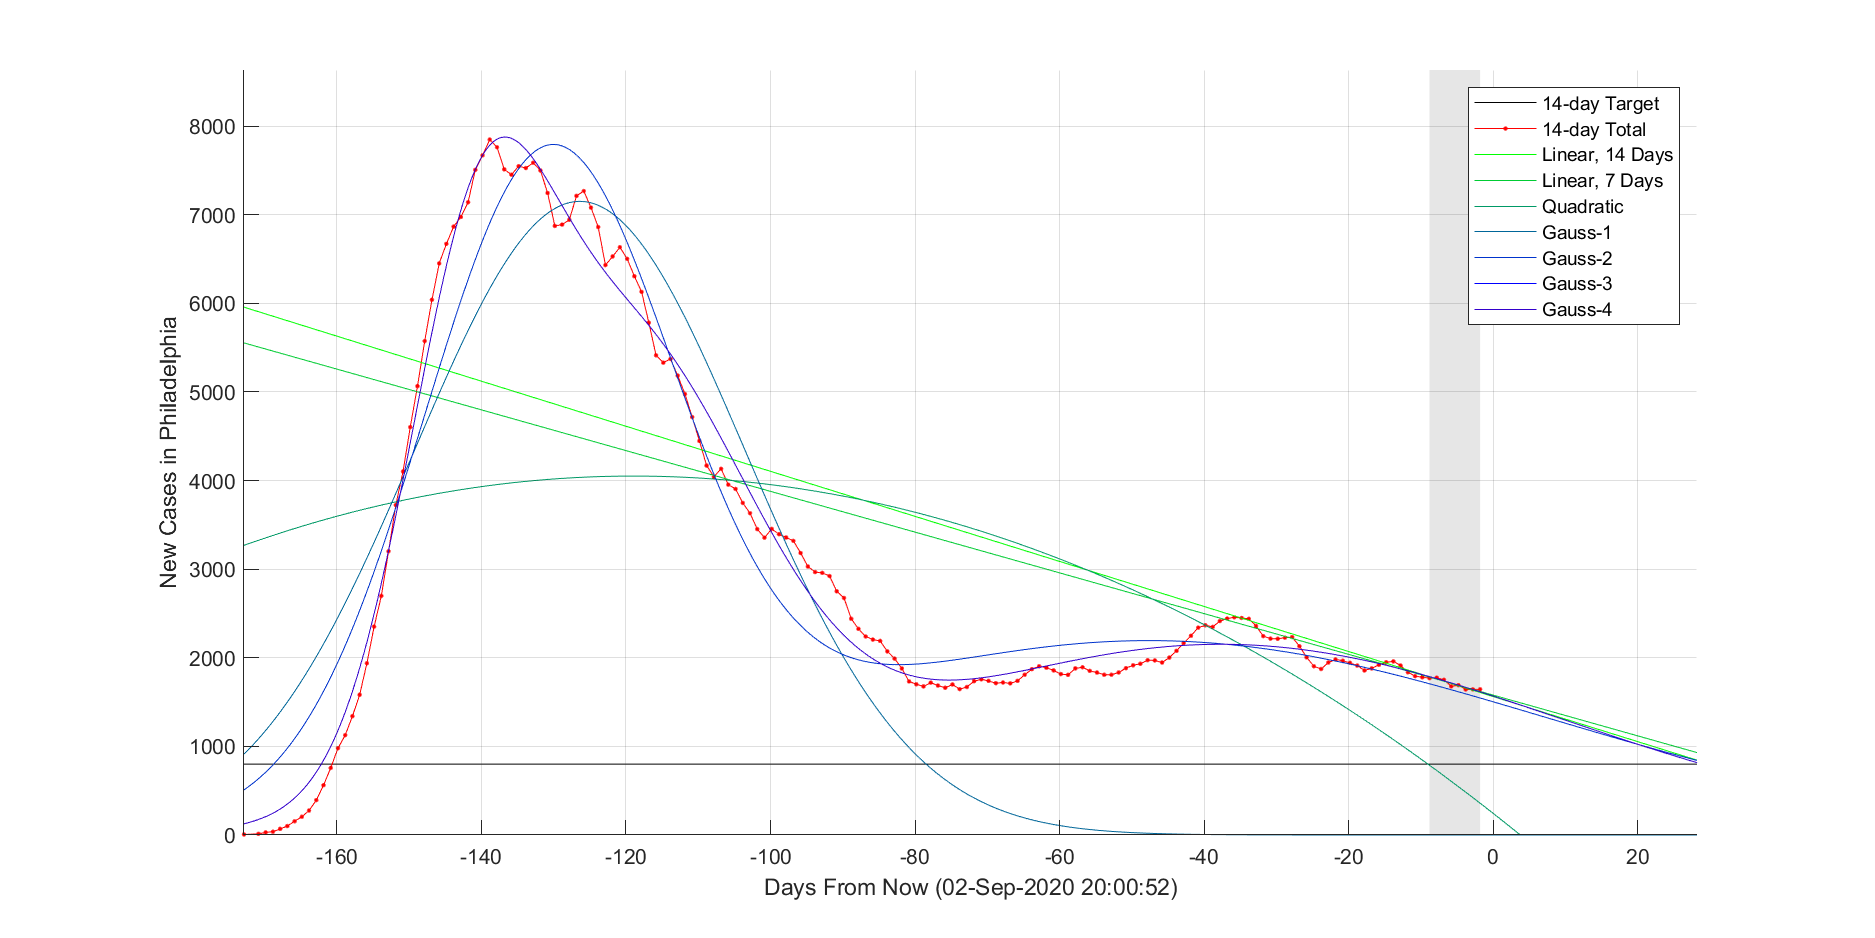 8000
7000
6000
5000
4000
3000
2000
1000
0
New Cases in Philadelphia
-160
-140
-120
-100
-80
-60
-40
-20
0
20
Days From Now (02-Sep-2020 20:00:52)
14-day Target
14-day Total
Linear, 14 Days
Linear, 7 Days
Quadratic
Gauss-1
Gauss-2
Gauss-3
Gauss-4